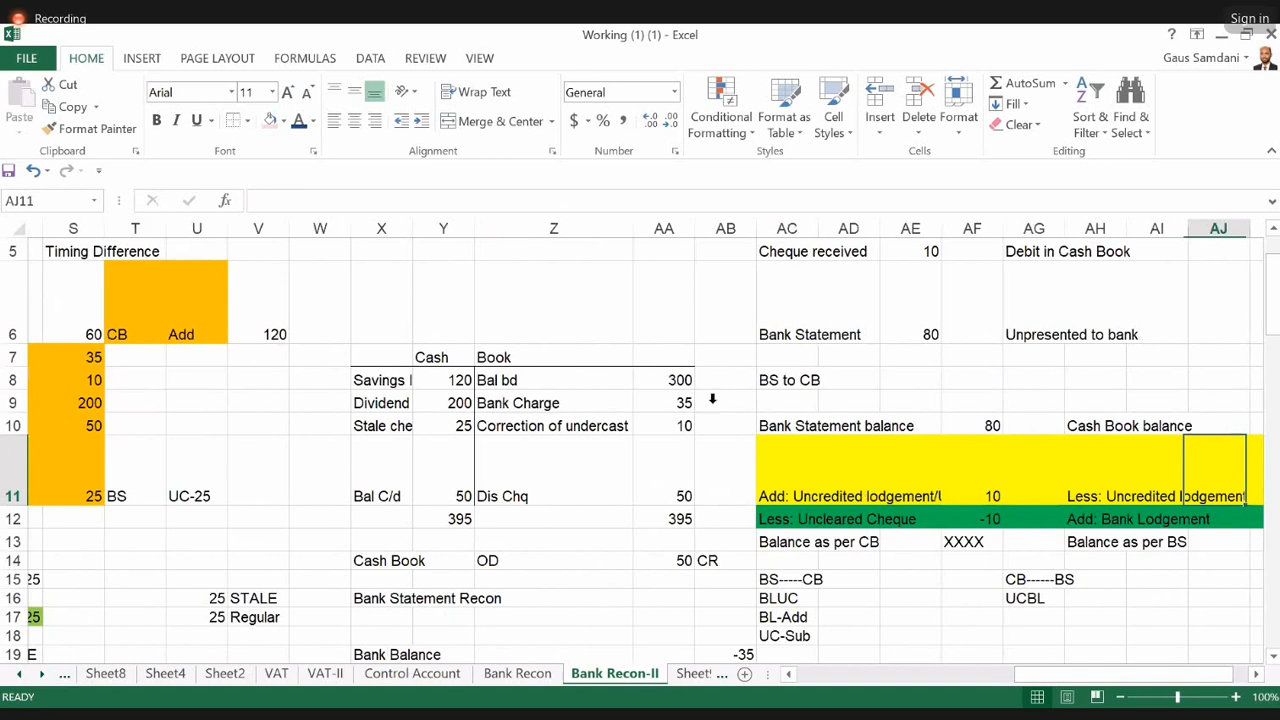 Recording
Sign in
Working (1) (1) - Excel
FILE HOME INSERT PAGE LAYOUT FORMULAS DATA REVIEW VIEW
Gaus Samdani
Paste
Cut
Copy
Format Painter
Clipboard
Arial 11
B I U A
Font
Wrap Text
Merge & Center
Alignment
General
$ % ,
Number
Conditional Formatting
Format as Table
Cell Styles
Styles
Insert Delete Format
Cells
AutoSum
Fill
Clear
Sort & Filter
Find & Select
Editing
AJ11
fx
S T U V W X Y Z AA AB AC AD AE AF AG AH AI AJ
5 Timing Difference Cheque received 10 Debit in Cash Book
6 60 CB Add 120 Bank Statement 80 Unpresented to bank
7 35 Cash Book
8 10 Savings 120 Bal bd 300 BS to CB
9 200 Dividend 200 Bank Charge 35
10 50 Stale che 25 Correction of undercast 10 Bank Statement balance 80 Cash Book balance
11 25 BS UC-25 Bal C/d 50 Dis Chq 50 Add: Uncredited lodgement/U 10 Less: Uncredited lodgement
12 395 395 Less: Uncleared Cheque -10 Add: Bank Lodgement
13 Balance as per CB XXXX Balance as per BS
14 Cash Book OD 50 CR
15 25 BS-----CB CB------BS
16 25 STALE Bank Statement Recon BLUC UCBL
17 25 25 Regular BL-Add
18 UC-Sub
19 E Bank Balance -35
... Sheet8 Sheet4 Sheet2 VAT VAT-II Control Account Bank Recon Bank Recon-II Sheet ...
READY 100%